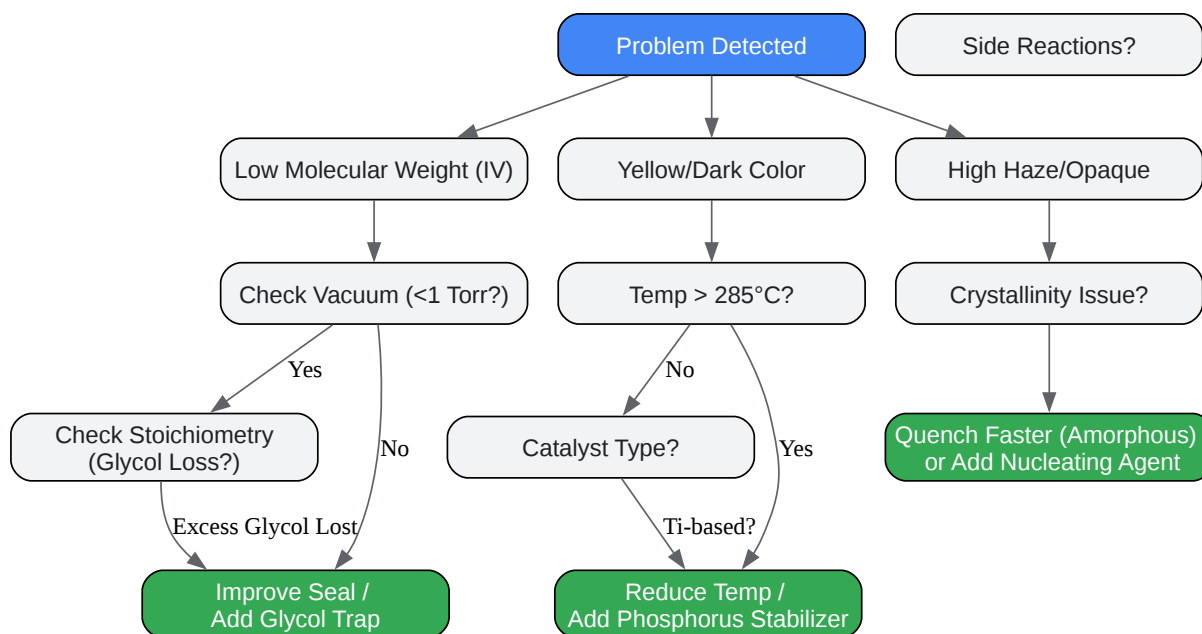 Problem Detected
Side Reactions?
Low Molecular Weight (IV)
Yellow/Dark Color
High Haze/Opaque
Check Vacuum (<1 Torr?)
Temp > 285°C?
Crystallinity Issue?
Yes
No
No
Yes
Check Stoichiometry
(Glycol Loss?)
Catalyst Type?
Quench Faster (Amorphous)
or Add Nucleating Agent
Excess Glycol Lost
Ti-based?
Improve Seal /
Add Glycol Trap
Reduce Temp /
Add Phosphorus Stabilizer